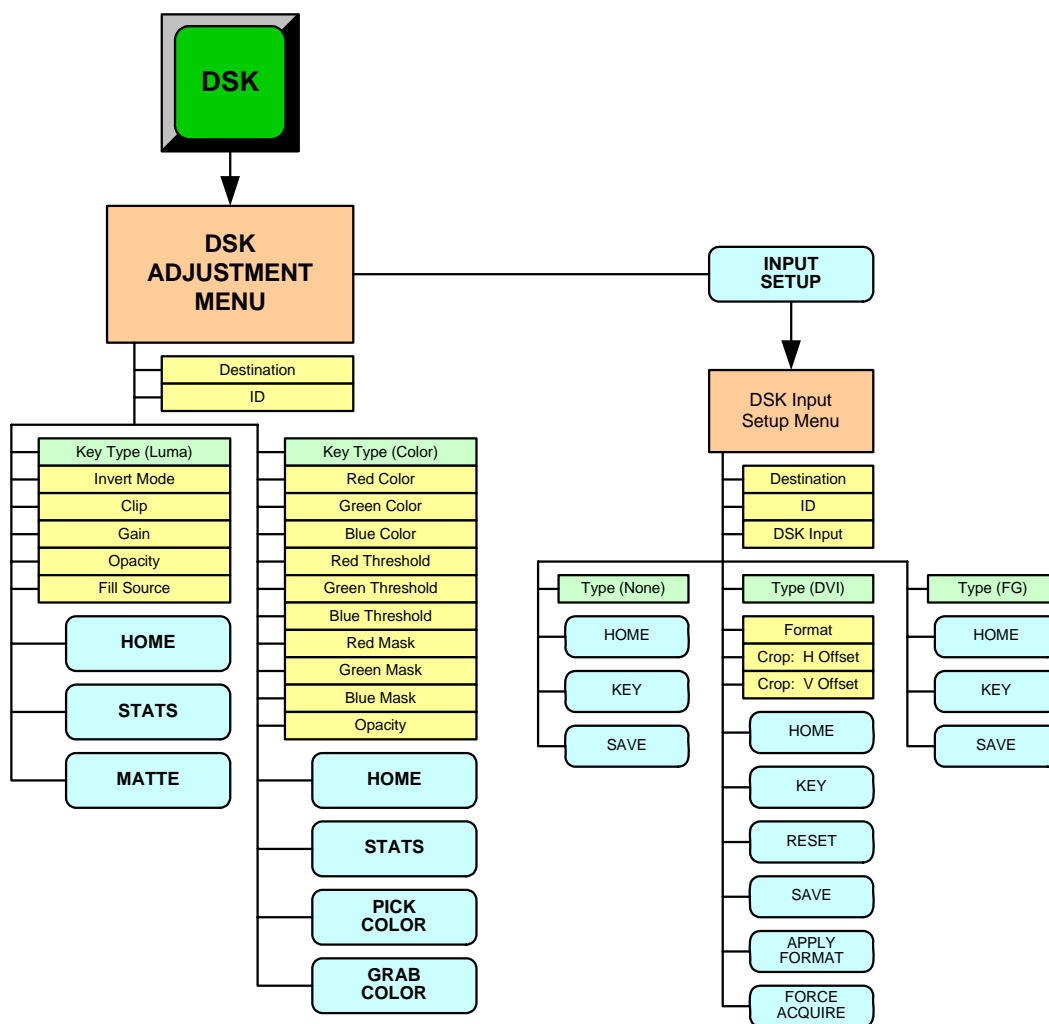 DSK
DSK
ADJUSTMENT
MENU
INPUT
SETUP
Destination
ID
Key Type (Luma)
Invert Mode
Clip
Gain
Opacity
Fill Source
HOME
STATS
MATTE
Key Type (Color)
Red Color
Green Color
Blue Color
Red Threshold
Green Threshold
Blue Threshold
Red Mask
Green Mask
Blue Mask
Opacity
HOME
STATS
PICK
COLOR
GRAB
COLOR
DSK Input
Setup Menu
Destination
ID
DSK Input
Type (None)
HOME
KEY
SAVE
Type (DVI)
Format
Crop: H Offset
Crop: V Offset
HOME
KEY
RESET
SAVE
APPLY
FORMAT
FORCE
ACQUIRE
Type (FG)
HOME
KEY
SAVE